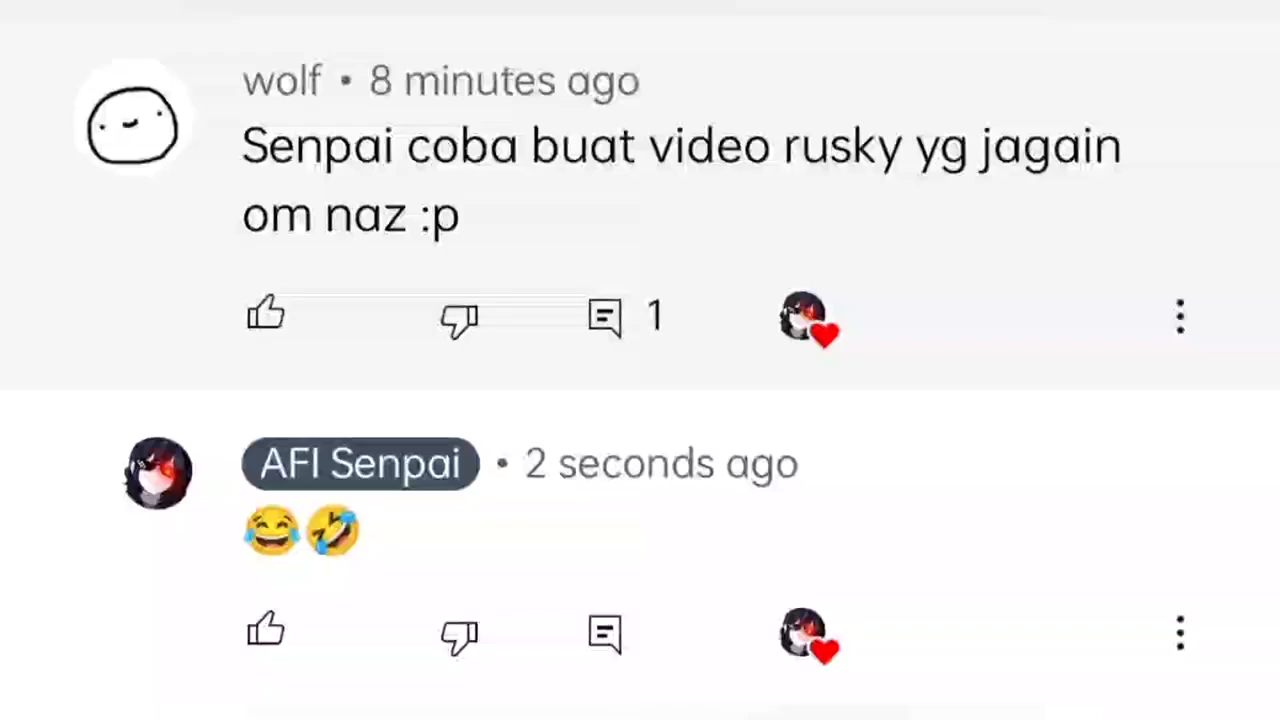 wolf • 8 minutes ago
Senpai coba buat video rusky yg jagain
om naz :p
1
AFI Senpai • 2 seconds ago
😂🤣